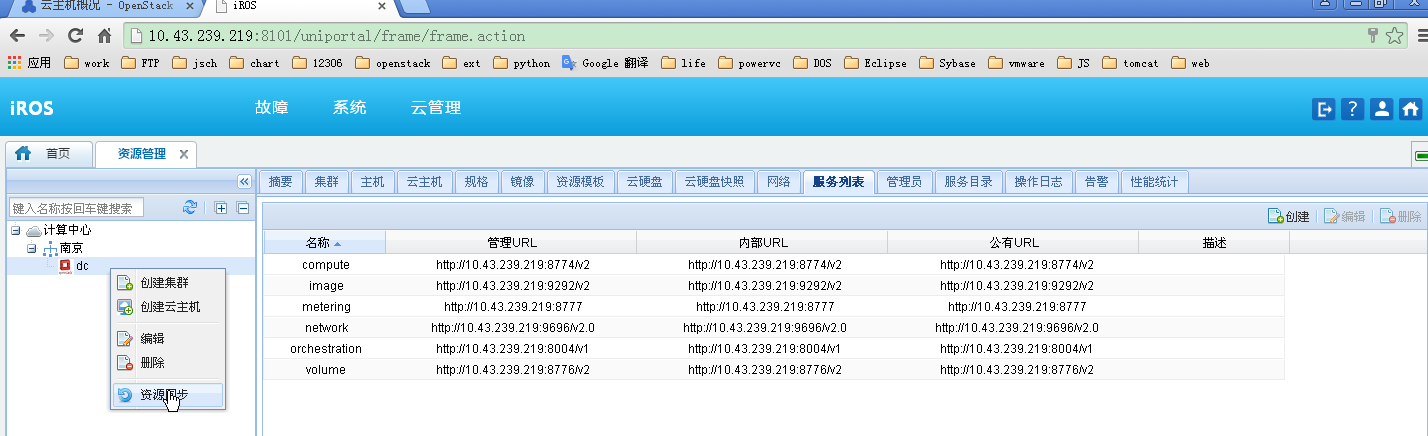 云主机概况 - OpenStack × iROS ×
10.43.239.219:8101/uniportal/frame/frame.action
应用 work FTP jsch chart 12306 openstack ext python Google 翻译 life powervc DOS Eclipse Sybase vmware JS tomcat web
iROS 故障 系统 云管理
首页 资源管理
摘要 集群 主机 云主机 规格 镜像 资源模板 云硬盘 云硬盘快照 网络 服务列表 管理员 服务目录 操作日志 告警 性能统计
键入名称按回车键搜索
创建 编辑 删除
计算中心
南京
dc
创建集群
创建云主机
编辑
删除
资源同步
名称 管理URL 内部URL 公有URL 描述
compute http://10.43.239.219:8774/v2 http://10.43.239.219:8774/v2 http://10.43.239.219:8774/v2
image http://10.43.239.219:9292/v2 http://10.43.239.219:9292/v2 http://10.43.239.219:9292/v2
metering http://10.43.239.219:8777 http://10.43.239.219:8777 http://10.43.239.219:8777
network http://10.43.239.219:9696/v2.0 http://10.43.239.219:9696/v2.0 http://10.43.239.219:9696/v2.0
orchestration http://10.43.239.219:8004/v1 http://10.43.239.219:8004/v1 http://10.43.239.219:8004/v1
volume http://10.43.239.219:8776/v2 http://10.43.239.219:8776/v2 http://10.43.239.219:8776/v2